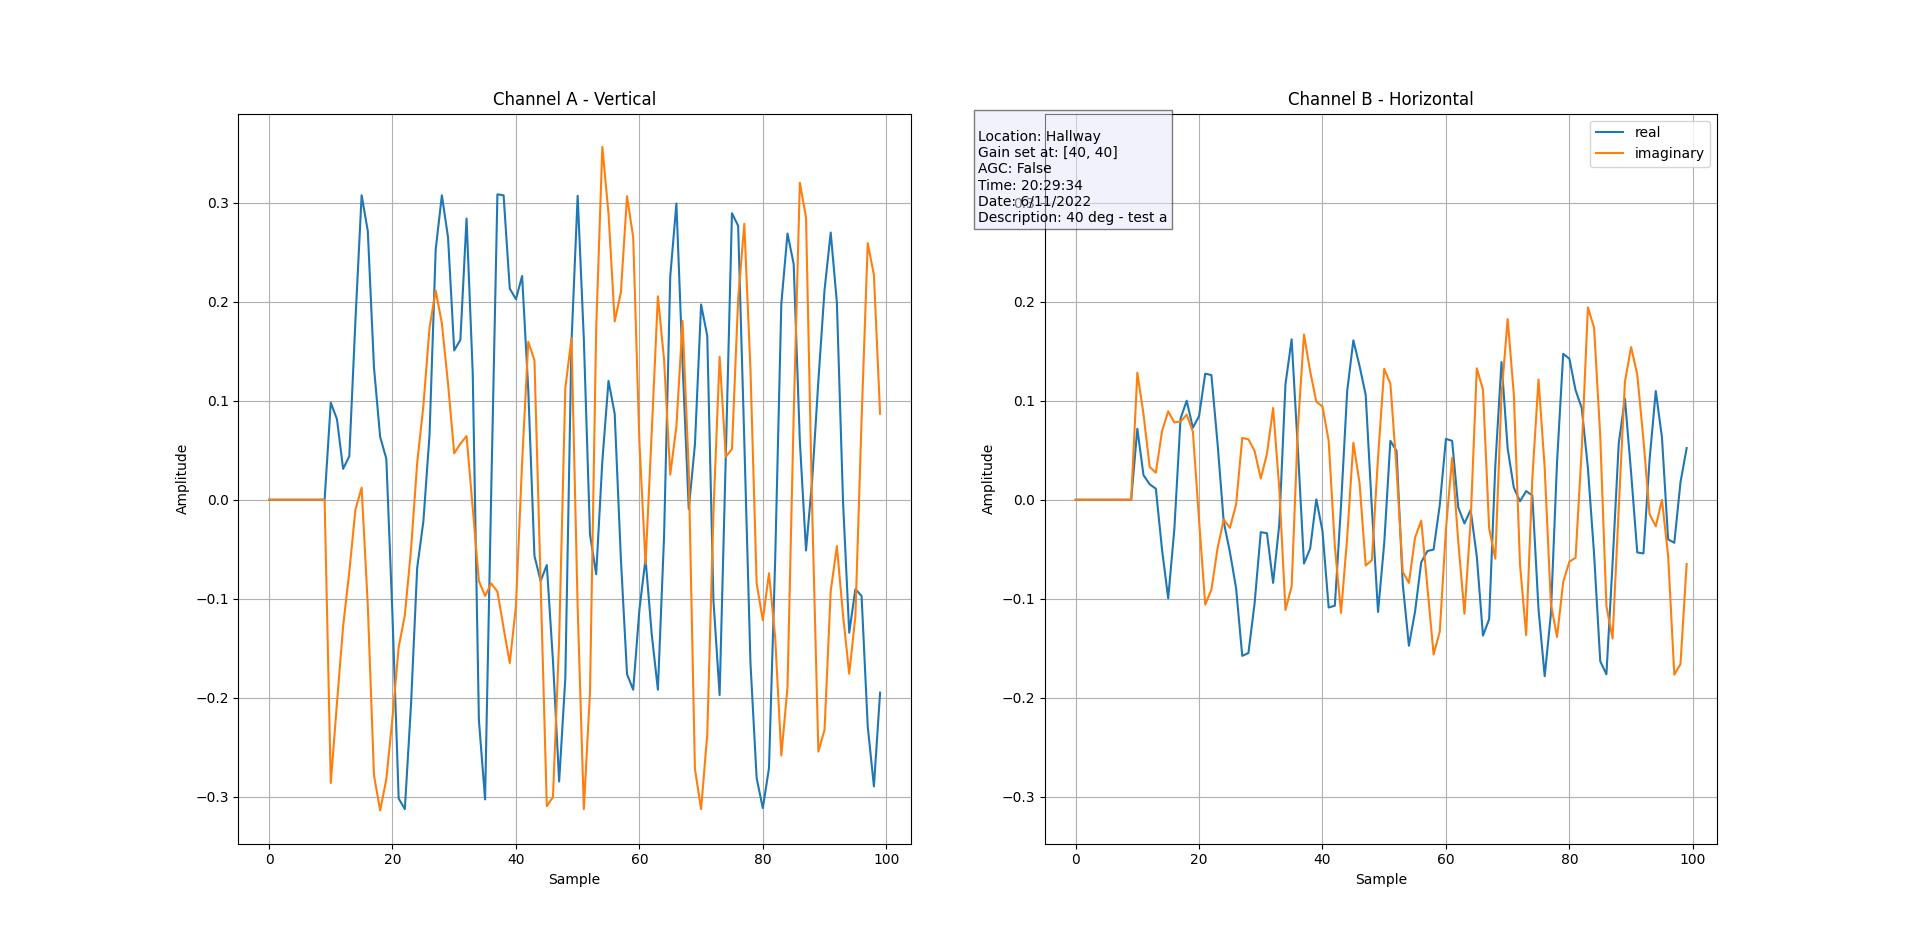 Channel A - Vertical
Amplitude
0.3
0.2
0.1
0.0
−0.1
−0.2
−0.3
0 20 40 60 80 100
Sample
Channel B - Horizontal
Location: Hallway
Gain set at: [40, 40]
AGC: False
Time: 20:29:34
Date: 6/11/2022
Description: 40 deg - test a
real
imaginary
Amplitude
0.3
0.2
0.1
0.0
−0.1
−0.2
−0.3
0 20 40 60 80 100
Sample